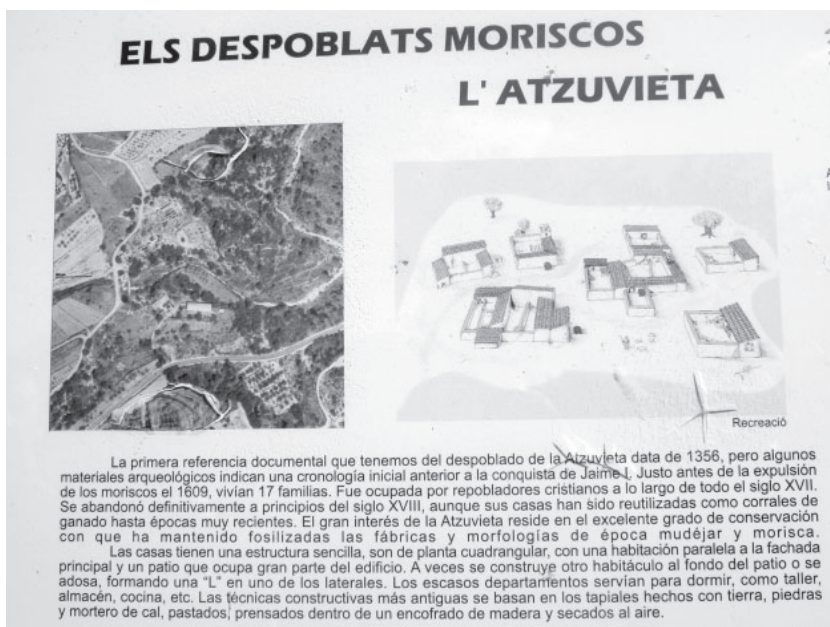 ELS DESPOBLATS MORISCOS
L' ATZUVIETA
Recreació
La primera referencia documental que tenemos del despoblado de la Atzuvieta data de 1356, pero algunos
materiales arqueológicos indican una cronología inicial anterior a la conquista de Jaime I. Justo antes de la expulsión
de los moriscos el 1609, vivían 17 familias. Fue ocupada por repobladores cristianos a lo largo de todo el siglo XVII.
Se abandonó definitivamente a principios del siglo XVIII, aunque sus casas han sido reutilizadas como corrales de
ganado hasta épocas muy recientes. El gran interés de la Atzuvieta reside en el excelente grado de conservación
con que ha mantenido fosilizadas las fábricas y morfologías de época mudéjar y morisca.
Las casas tienen una estructura sencilla, son de planta cuadrangular, con una habitación paralela a la fachada
principal y un patio que ocupa gran parte del edificio. A veces se construye otro habitáculo al fondo del patio o se
adosa, formando una "L" en uno de los laterales. Los escasos departamentos servían para dormir, como taller,
almacén, cocina, etc. Las técnicas constructivas más antiguas se basan en los tapiales hechos con tierra, piedras
y mortero de cal, pastados, prensados dentro de un encofrado de madera y secados al aire.